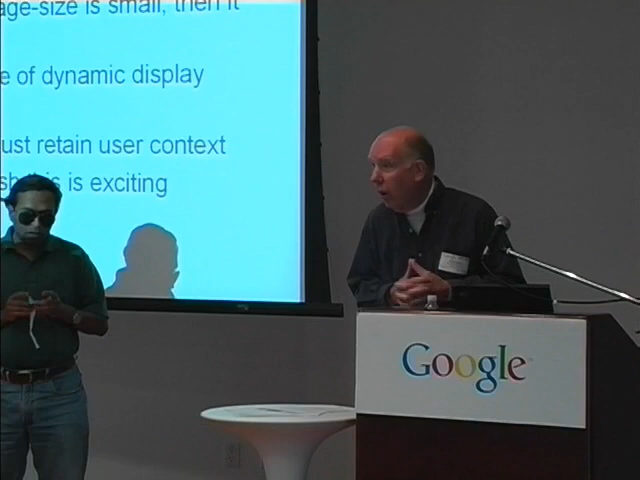 age-size is small, then it
e of dynamic display
ust retain user context
is exciting
Google